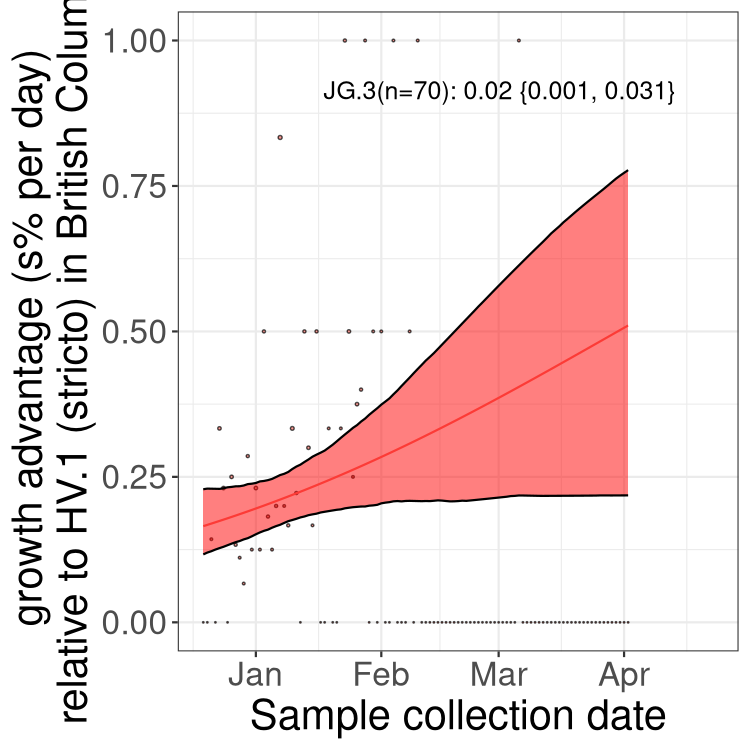 growth advantage (s% per day)
relative to HV.1 (stricto) in British Colum
1.00
0.75
0.50
0.25
0.00
JG.3(n=70): 0.02 {0.001, 0.031}
Jan Feb Mar Apr
Sample collection date